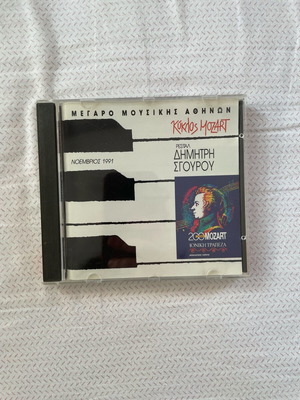 ΜΕΓΑΡΟ ΜΟΥΣΙΚΗΣ ΑΘΗΝΩΝ
Κύκλος MOZART
ΝΟΕΜΒΡΙΟΣ 1991
ΡΕΣΙΤΑΛ
ΔΗΜΗΤΡΗ
ΣΓΟΥΡΟΥ
200 MOZART
ΙΟΝΙΚΗ ΤΡΑΠΕΖΑ